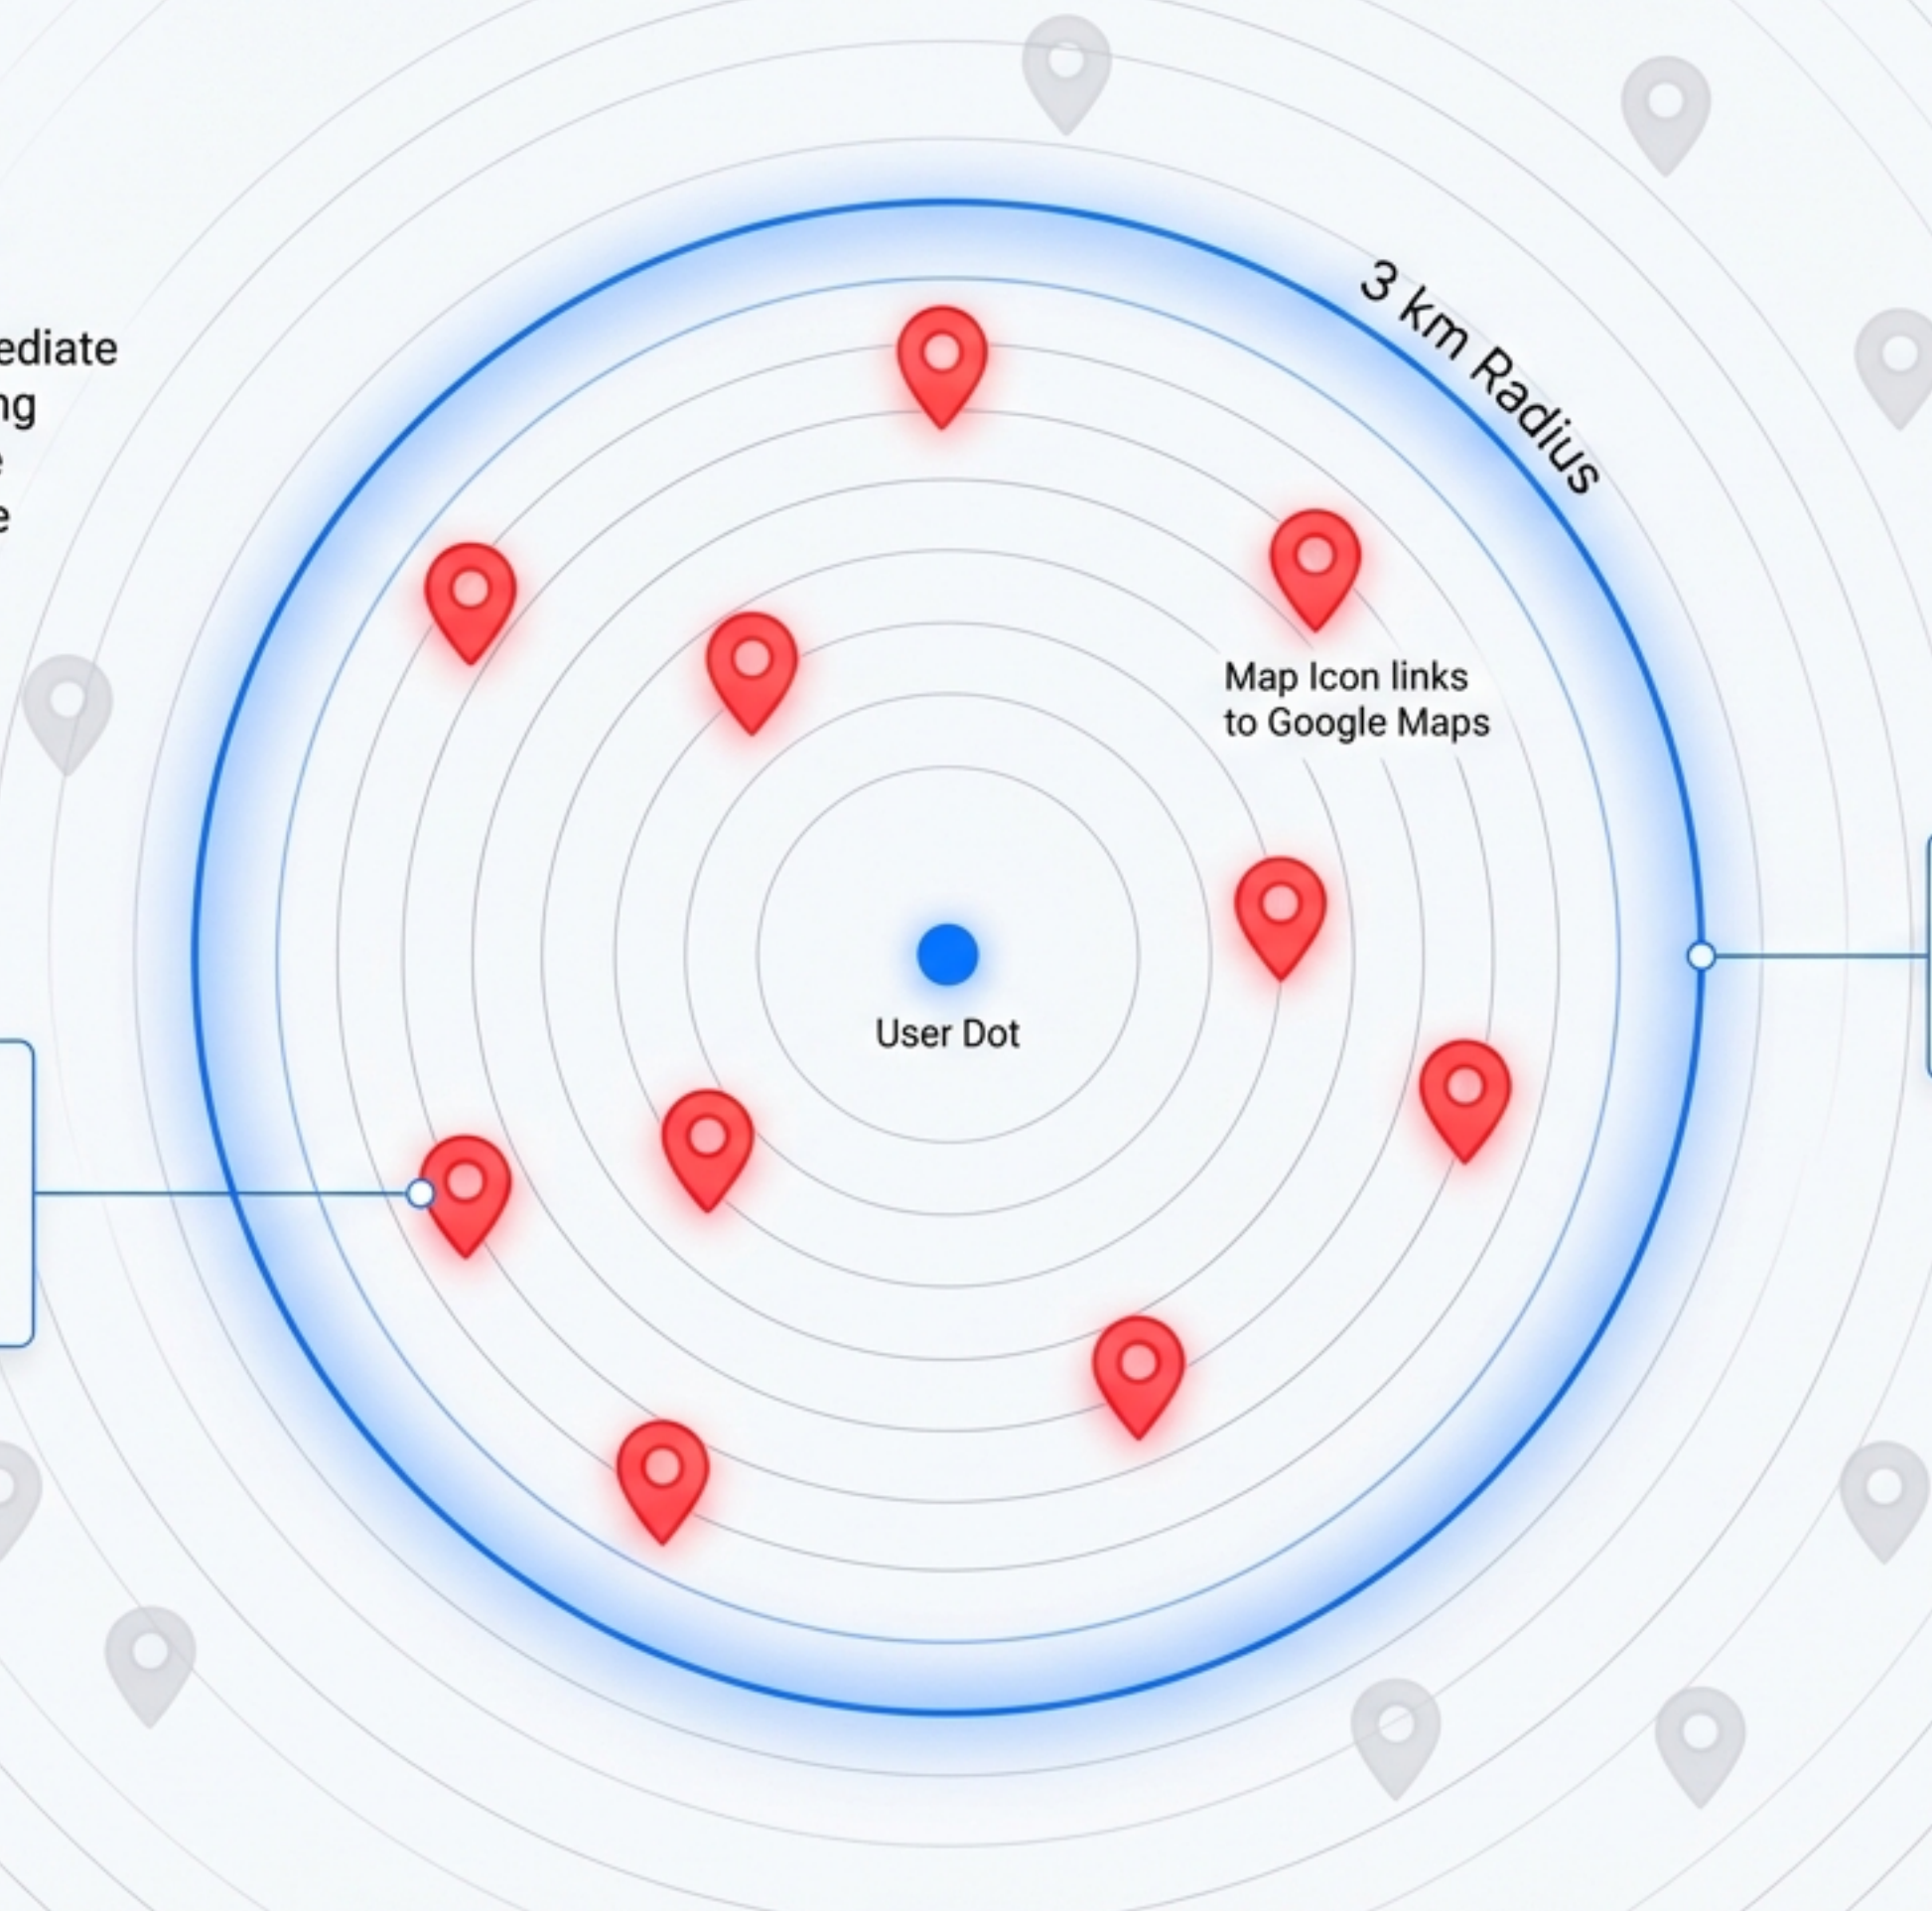 3 km Radius
ediate
ng
e
e
Map Icon links
to Google Maps
User Dot